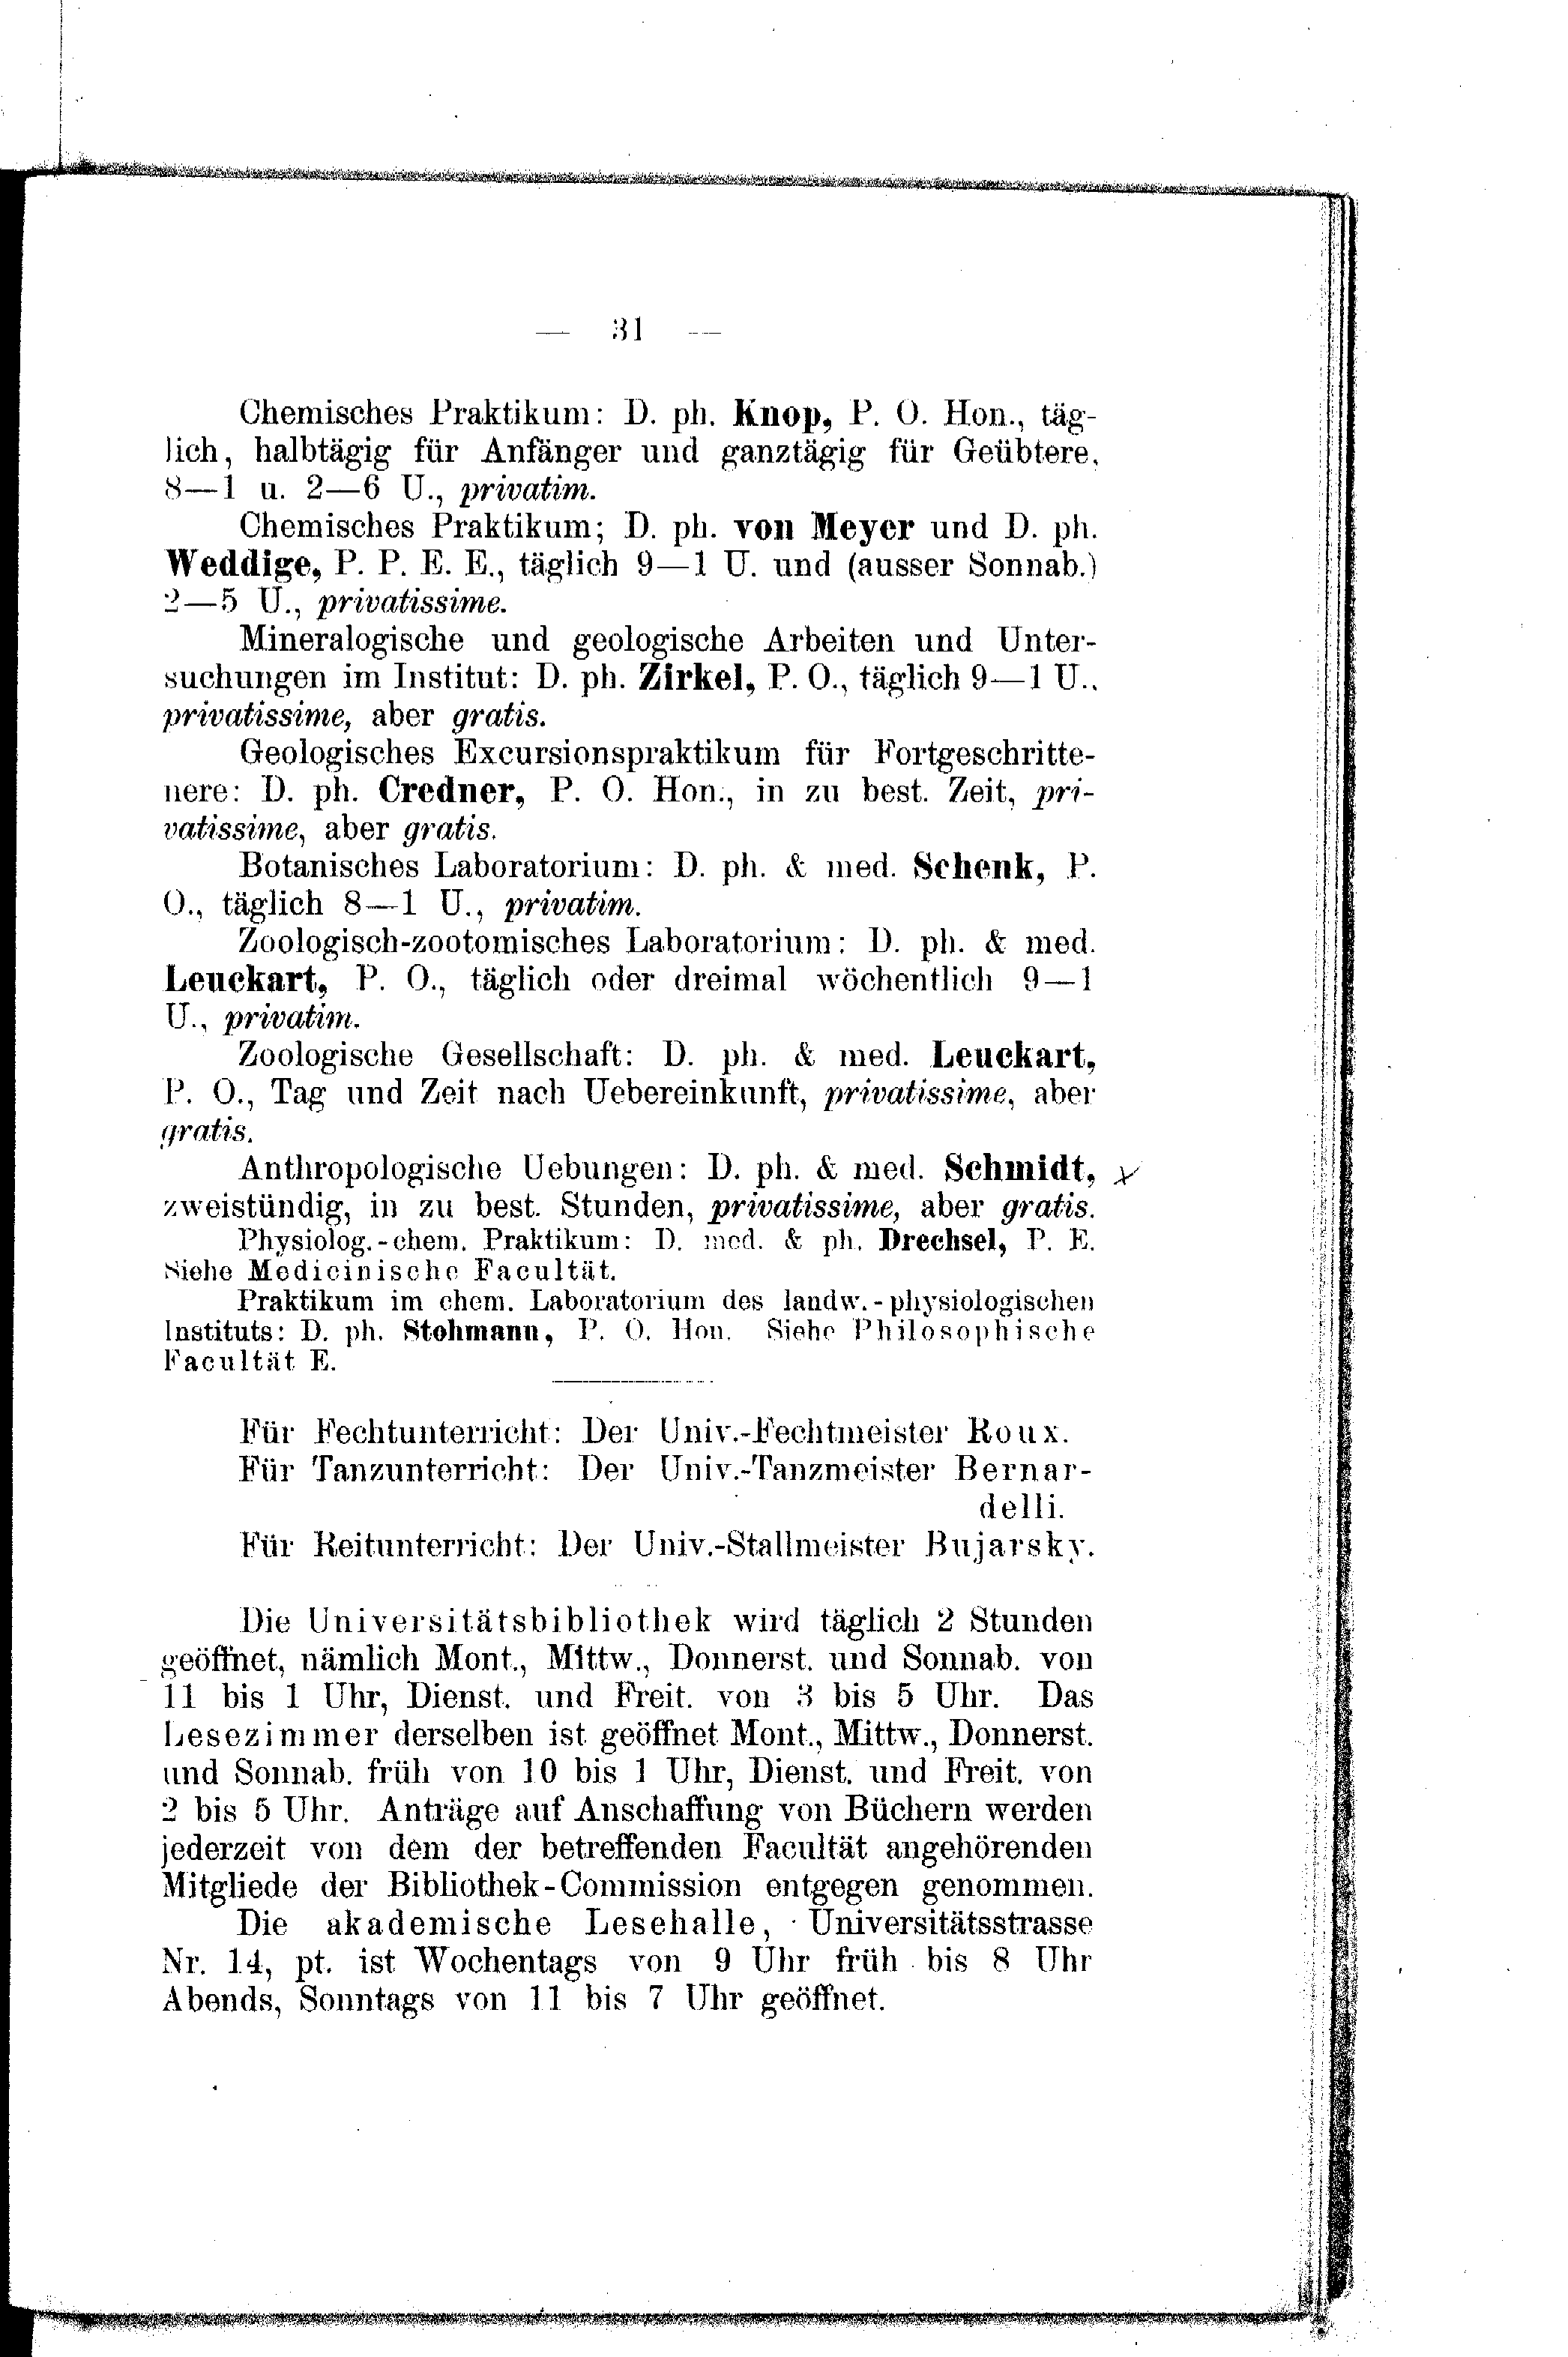 — 31 —
Chemisches Praktikum: D. ph. Knop, P. O. Hon., täg-
lich, halbtägig für Anfänger und ganztägig für Geübtere,
8—1 u. 2—6 U., privatim.
Chemisches Praktikum; D. ph. von Meyer und D. ph.
Weddige, P. P. E. E., täglich 9—1 U. und (ausser Sonnab.)
2—5 U., privatissime.
Mineralogische und geologische Arbeiten und Unter-
suchungen im Institut: D. ph. Zirkel, P. O., täglich 9—1 U.,
privatissime, aber gratis.
Geologisches Excursionspraktikum für Fortgeschritte-
nere: D. ph. Credner, P. O. Hon., in zu best. Zeit, pri-
vatissime, aber gratis.
Botanisches Laboratorium: D. ph. & med. Schenk, P.
O., täglich 8—1 U., privatim.
Zoologisch-zootomisches Laboratorium: D. ph. & med.
Leuckart, P. O., täglich oder dreimal wöchentlich 9—1
U., privatim.
Zoologische Gesellschaft: D. ph. & med. Leuckart,
P. O., Tag und Zeit nach Uebereinkunft, privatissime, aber
gratis.
Anthropologische Uebungen: D. ph. & med. Schmidt,
zweistündig, in zu best. Stunden, privatissime, aber gratis.
Physiolog.-chem. Praktikum: D. med. & ph. Drechsel, P. E.
Siehe Medicinische Facultät.
Praktikum im chem. Laboratorium des landw.-physiologischen
Instituts: D. ph. Stohmann, P. O. Hon. Siehe Philosophische
Facultät E.
Für Fechtunterricht: Der Univ.-Fechtmeister Roux.
Für Tanzunterricht: Der Univ.-Tanzmeister Bernar-
delli.
Für Reitunterricht: Der Univ.-Stallmeister Bujarsky.
Die Universitätsbibliothek wird täglich 2 Stunden
geöffnet, nämlich Mont., Mittw., Donnerst. und Sonnab. von
11 bis 1 Uhr, Dienst. und Freit. von 3 bis 5 Uhr. Das
Lesezimmer derselben ist geöffnet Mont., Mittw., Donnerst.
und Sonnab. früh von 10 bis 1 Uhr, Dienst. und Freit. von
2 bis 5 Uhr. Anträge auf Anschaffung von Büchern werden
jederzeit von dem der betreffenden Facultät angehörenden
Mitgliede der Bibliothek-Commission entgegen genommen.
Die akademische Lesehalle, Universitätsstrasse
Nr. 14, pt. ist Wochentags von 9 Uhr früh bis 8 Uhr
Abends, Sonntags von 11 bis 7 Uhr geöffnet.